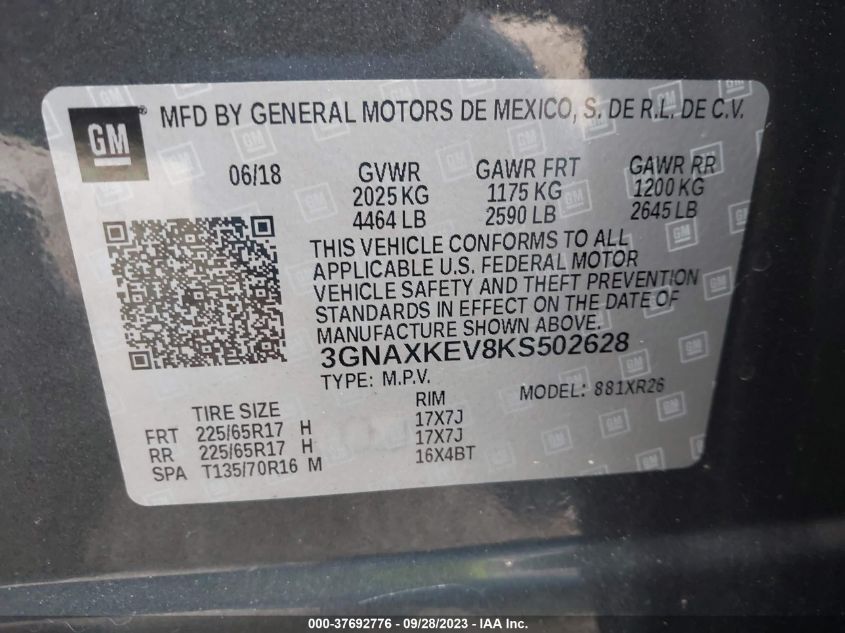 GM ® MFD BY GENERAL MOTORS DE MEXICO, S. DE R.L. DE C.V.
06/18 GVWR GAWR FRT GAWR RR
2025 KG 1175 KG 1200 KG
4464 LB 2590 LB 2645 LB
THIS VEHICLE CONFORMS TO ALL
APPLICABLE U.S. FEDERAL MOTOR
VEHICLE SAFETY AND THEFT PREVENTION
STANDARDS IN EFFECT ON THE DATE OF
MANUFACTURE SHOWN ABOVE.
3GNAXKEV8KS502628
TYPE: M.P.V. MODEL: 881XR26
TIRE SIZE RIM
FRT 225/65R17 H 17X7J
RR 225/65R17 H 17X7J
SPA T135/70R16 M 16X4BT
000-37692776 - 09/28/2023 - IAA Inc.